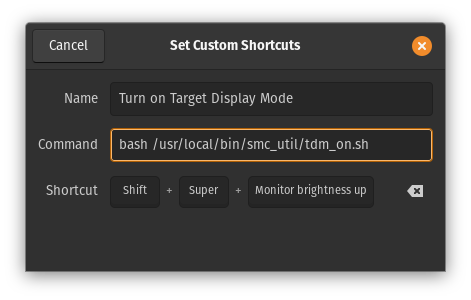 Cancel Set Custom Shortcuts
Name Turn on Target Display Mode
Command bash /usr/local/bin/smc_util/tdm_on.sh
Shortcut Shift + Super + Monitor brightness up